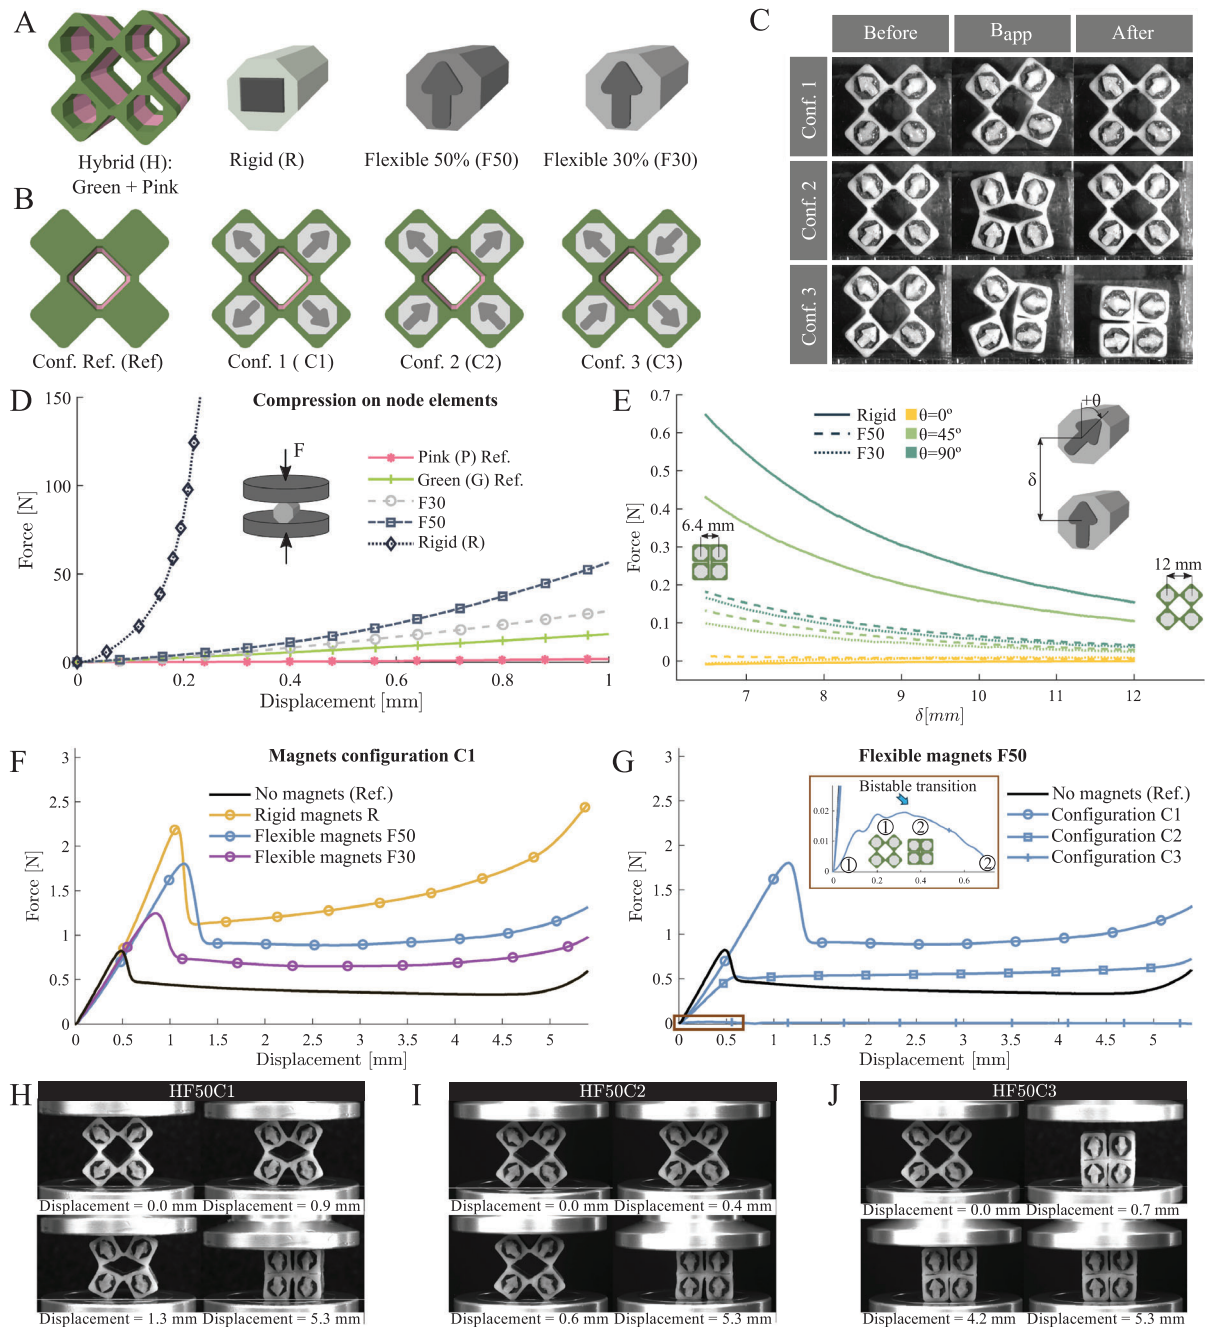 A
Hybrid (H):
Green + Pink
Rigid (R)
Flexible 50% (F50)
Flexible 30% (F30)
B
Conf. Ref. (Ref)
Conf. 1 ( C1)
Conf. 2 (C2)
Conf. 3 (C3)
C
Before
Bapp
After
Conf. 1
Conf. 2
Conf. 3
D
Compression on node elements
F
Pink (P) Ref.
Green (G) Ref.
F30
F50
Rigid (R)
Force [N]
150
100
50
0
0 0.2 0.4 0.6 0.8 1
Displacement [mm]
E
Rigid
F50
F30
θ=0º
θ=45º
θ=90º
+θ
δ
6.4 mm
12 mm
Force [N]
0.7
0.6
0.5
0.4
0.3
0.2
0.1
0
7 8 9 10 11 12
δ[mm]
F
Magnets configuration C1
No magnets (Ref.)
Rigid magnets R
Flexible magnets F50
Flexible magnets F30
Force [N]
3
2.5
2
1.5
1
0.5
0
0 0.5 1 1.5 2 2.5 3 3.5 4 4.5 5
Displacement [mm]
G
Flexible magnets F50
Bistable transition
0.02
0.01
0
0 0.2 0.4 0.6
1
2
1
2
No magnets (Ref.)
Configuration C1
Configuration C2
Configuration C3
Force [N]
3
2.5
2
1.5
1
0.5
0
0 0.5 1 1.5 2 2.5 3 3.5 4 4.5 5
Displacement [mm]
H
HF50C1
Displacement = 0.0 mm
Displacement = 0.9 mm
Displacement = 1.3 mm
Displacement = 5.3 mm
I
HF50C2
Displacement = 0.0 mm
Displacement = 0.4 mm
Displacement = 0.6 mm
Displacement = 5.3 mm
J
HF50C3
Displacement = 0.0 mm
Displacement = 0.7 mm
Displacement = 4.2 mm
Displacement = 5.3 mm